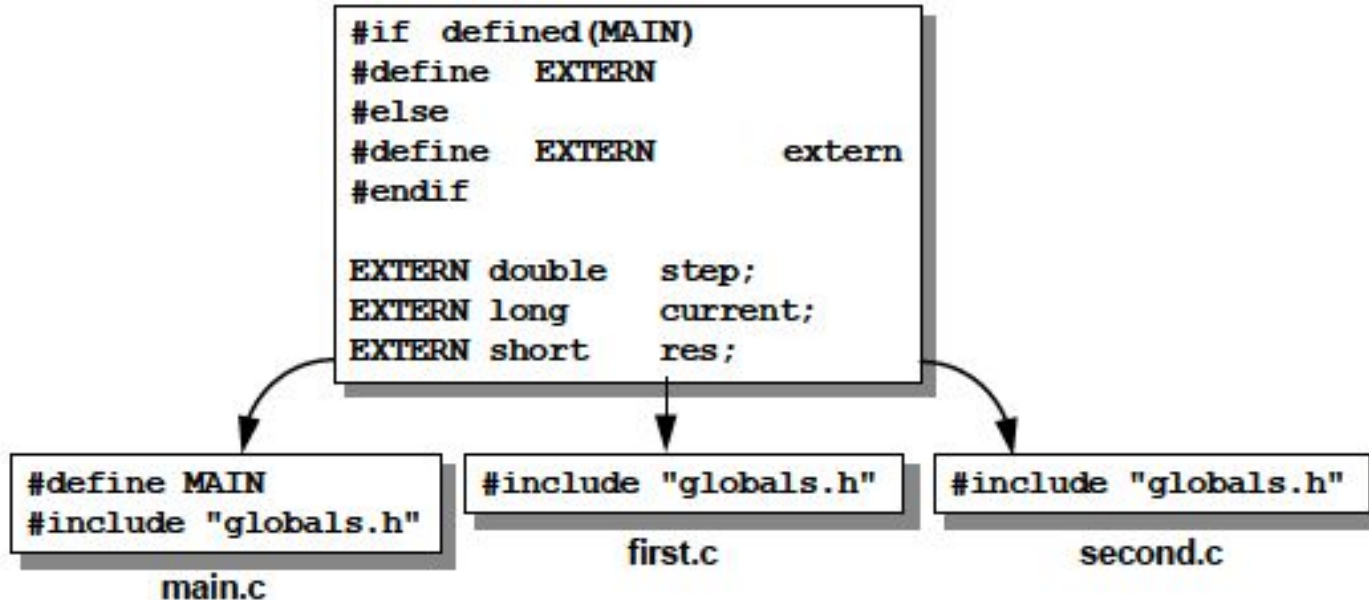 #if defined(MAIN)
#define EXTERN
#else
#define EXTERN extern
#endif
EXTERN double step;
EXTERN long current;
EXTERN short res;
#define MAIN
#include "globals.h"
main.c
#include "globals.h"
first.c
#include "globals.h"
second.c